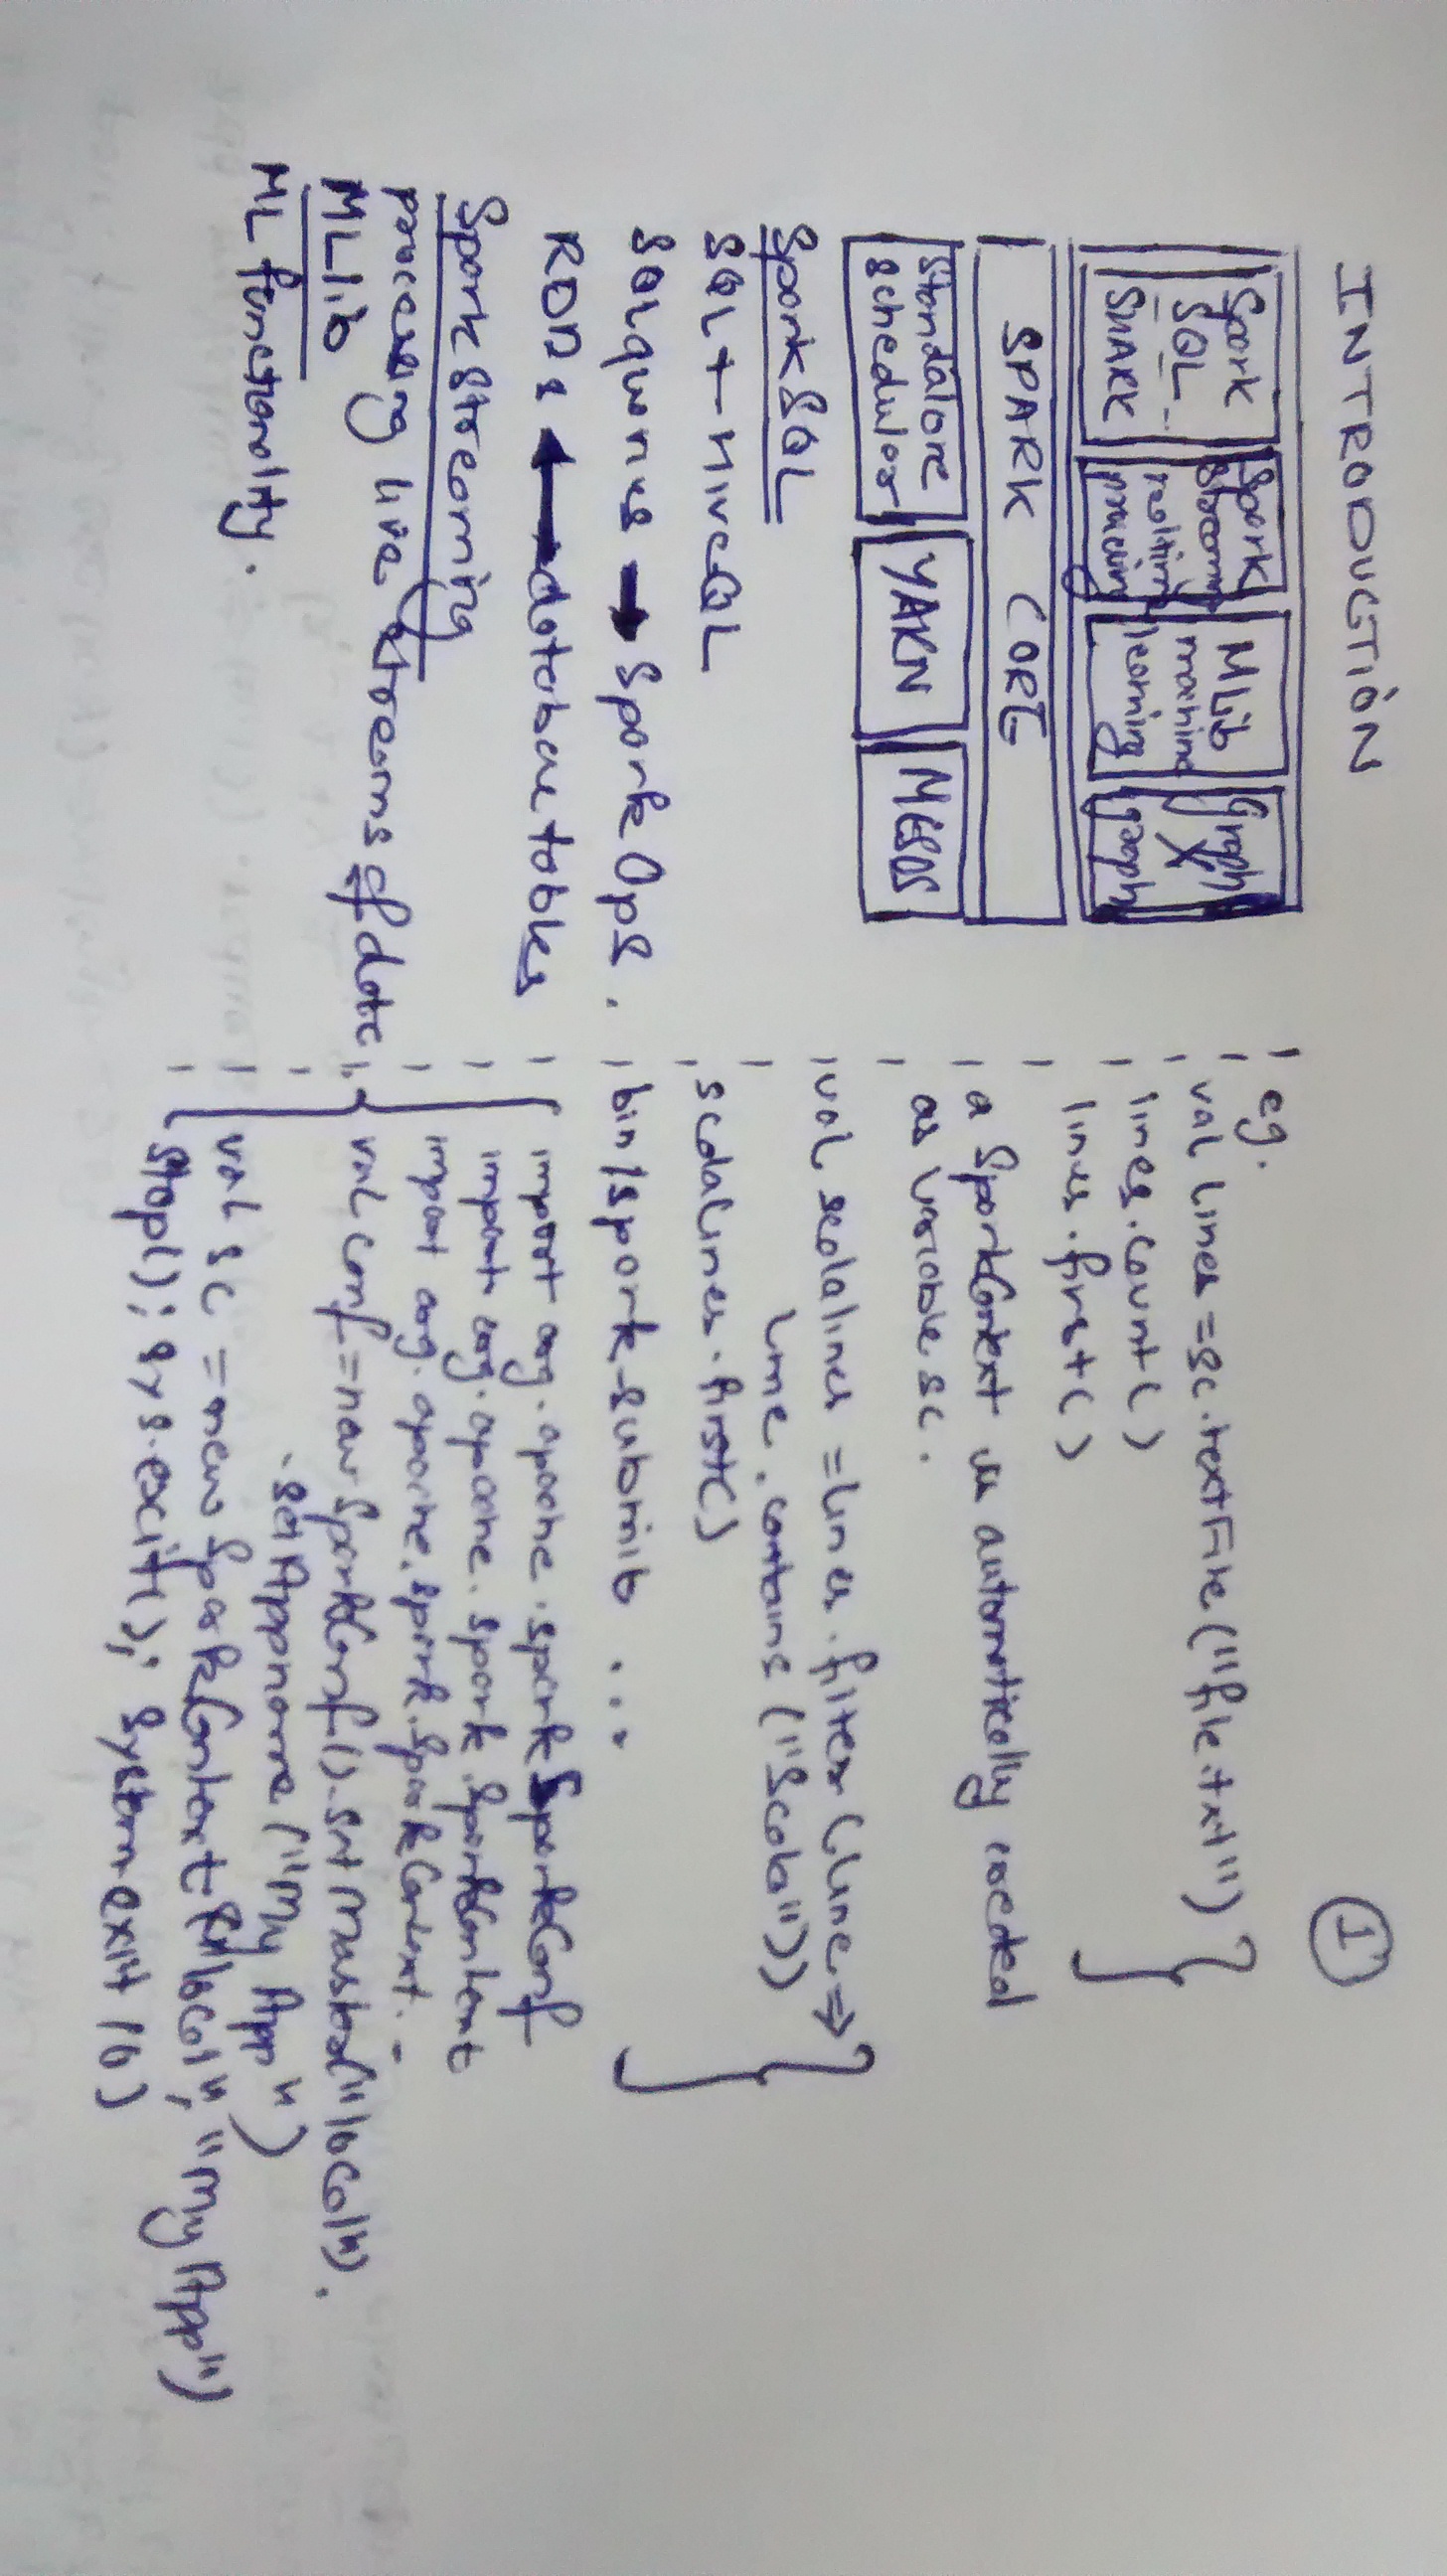 INTRODUCTION
1
Spark
SQL
SHARK
Spark
Streaming
realtime
processing
MLib
machine
learning
Graph
X
graph
SPARK CORE
Standalone
scheduler
YARN
MESOS
Spark SQL
SQL + HiveQL
SQL queries → Spark Ops.
RDDs ← database tables
Spark Streaming
processing live streams of data
MLlib
ML functionality.
eg.
val lines = sc.textFile("file.txt")
lines.count()
lines.first()
a SparkContext is automatically created
as variable sc.
val scalalines = lines.filter(line =>
line.contains("Scala"))
scalalines.first()
bin/spark-submib ...
import org.apache.spark.SparkConf
import org.apache.spark.SparkContext
import org.apache.spark.SparkContext._
val conf = new SparkConf().setMaster("local").
.setAppname("My App")
val sc = new SparkContext("local", "my App")
stop(); sys.exit(); System.exit(0)